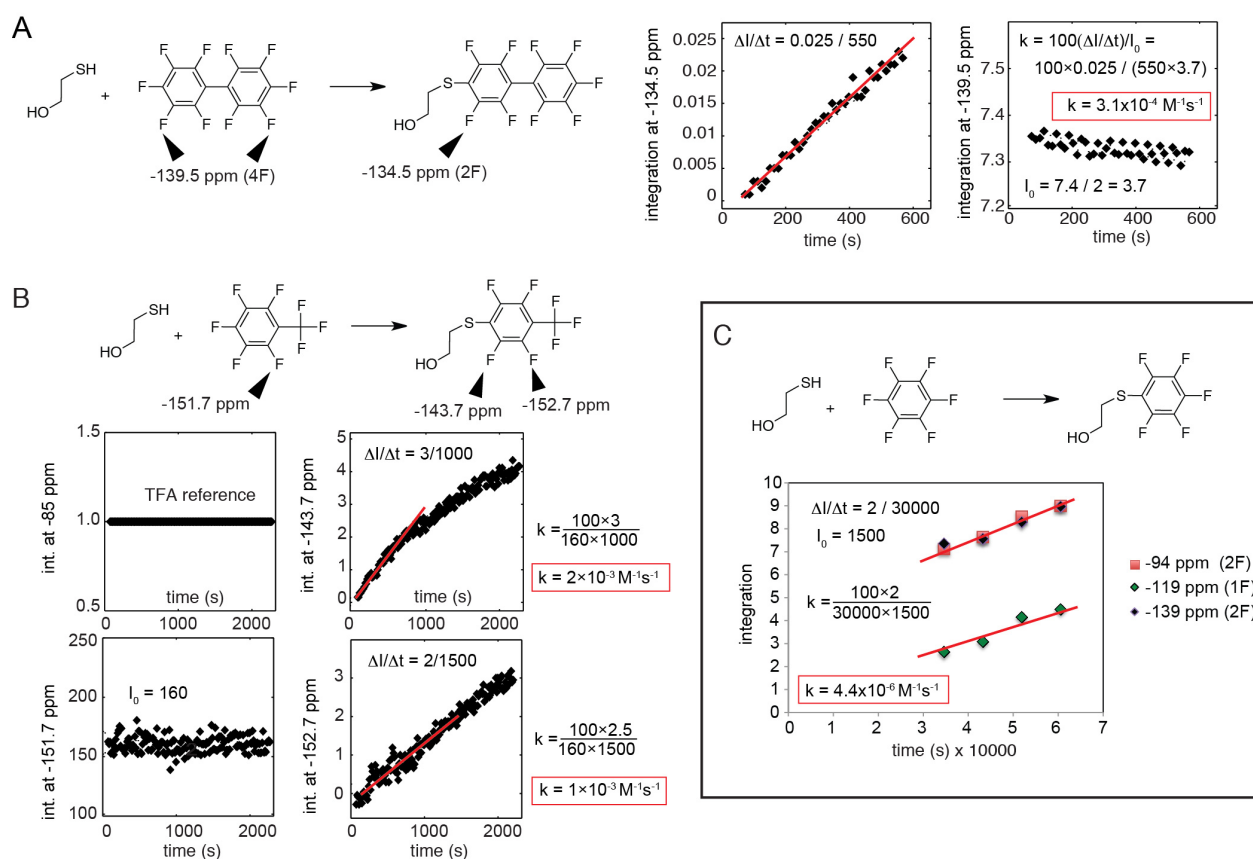 A
SH
HO
+
F F F F
F F
F F F F
S
HO
F F F F
F
F F F F
-139.5 ppm (4F)
-134.5 ppm (2F)
integration at -134.5 ppm
0.025
0.02
0.015
0.01
0.005
0
ΔI/Δt = 0.025 / 550
0 200 400 600
time (s)
integration at -139.5 ppm
7.5
7.4
7.3
7.2
k = 100(ΔI/Δt)/I₀ =
100×0.025 / (550×3.7)
k = 3.1x10⁻⁴ M⁻¹s⁻¹
I₀ = 7.4 / 2 = 3.7
0 200 400 600
time (s)
B
SH
HO
+
F F F
F F
F F F
S
HO
F F F
F
F F F
-151.7 ppm
-143.7 ppm
-152.7 ppm
int. at -85 ppm
1.5
1.0
0.5
0 1000 2000
TFA reference
time (s)
int. at -143.7 ppm
5
4
3
2
1
0
ΔI/Δt = 3/1000
time (s)
0 1000 2000
k = 100×3
160×1000
k = 2×10⁻³ M⁻¹s⁻¹
int. at -151.7 ppm
200
150
100
I₀ = 160
0 1000 2000
time (s)
int. at -152.7 ppm
3
2
1
0
ΔI/Δt = 2/1500
0 1000 2000
time (s)
k = 100×2.5
160×1500
k = 1×10⁻³ M⁻¹s⁻¹
C
SH
HO
+
F F
F F
F F
S
HO
F F
F
F F
integration
10
9
8
7
6
5
4
3
2
1
0
ΔI/Δt = 2 / 30000
I₀ = 1500
k = 100×2
30000×1500
k = 4.4x10⁻⁶ M⁻¹s⁻¹
0 1 2 3 4 5 6 7
time (s) x 10000
-94 ppm (2F)
-119 ppm (1F)
-139 ppm (2F)